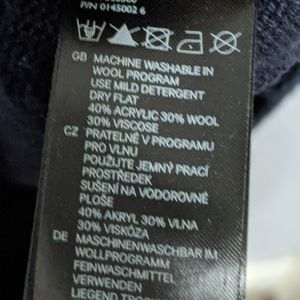 P/N 0145002 6
GB MACHINE WASHABLE IN
WOOL PROGRAM
USE MILD DETERGENT
DRY FLAT
40% ACRYLIC 30% WOOL
30% VISCOSE
CZ PRATELNÉ V PROGRAMU
PRO VLNU
POUŽIJTE JEMNÝ PRACÍ
PROSTŘEDEK
SUŠENÍ NA VODOROVNÉ
PLOŠE
40% AKRYL 30% VLNA
30% VISKÓZA
DE MASCHINENWASCHBAR IM
WOLLPROGRAMM
FEINWASCHMITTEL
VERWENDEN
LIEGEND